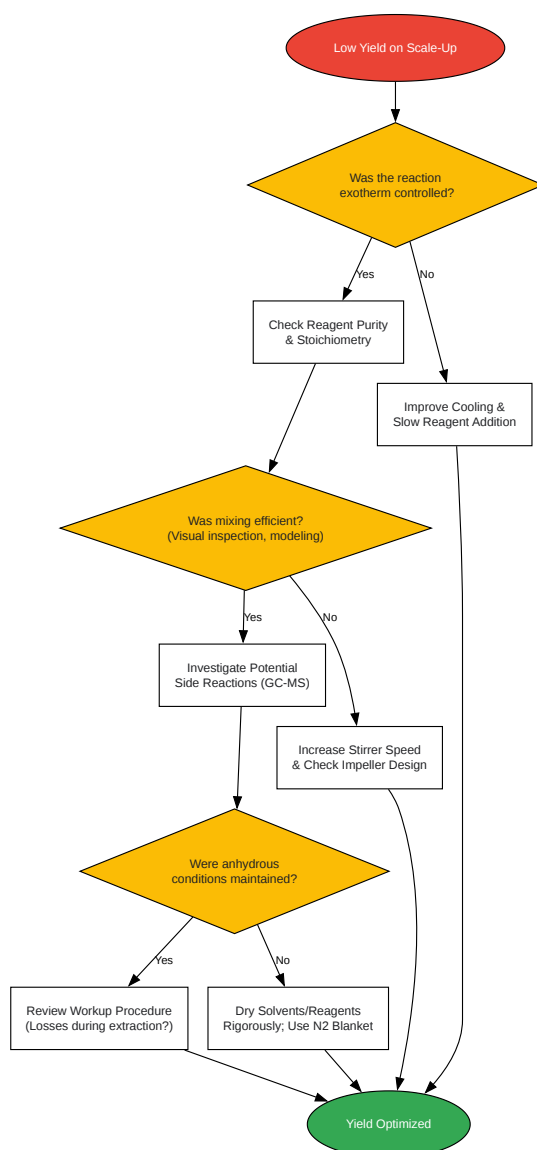 Low Yield on Scale-Up
Was the reaction
exotherm controlled?
Yes
No
Check Reagent Purity
& Stoichiometry
Improve Cooling &
Slow Reagent Addition
Was mixing efficient?
(Visual inspection, modeling)
Yes
No
Investigate Potential
Side Reactions (GC-MS)
Increase Stirrer Speed
& Check Impeller Design
Were anhydrous
conditions maintained?
Yes
No
Review Workup Procedure
(Losses during extraction?)
Dry Solvents/Reagents
Rigorously; Use N2 Blanket
Yield Optimized